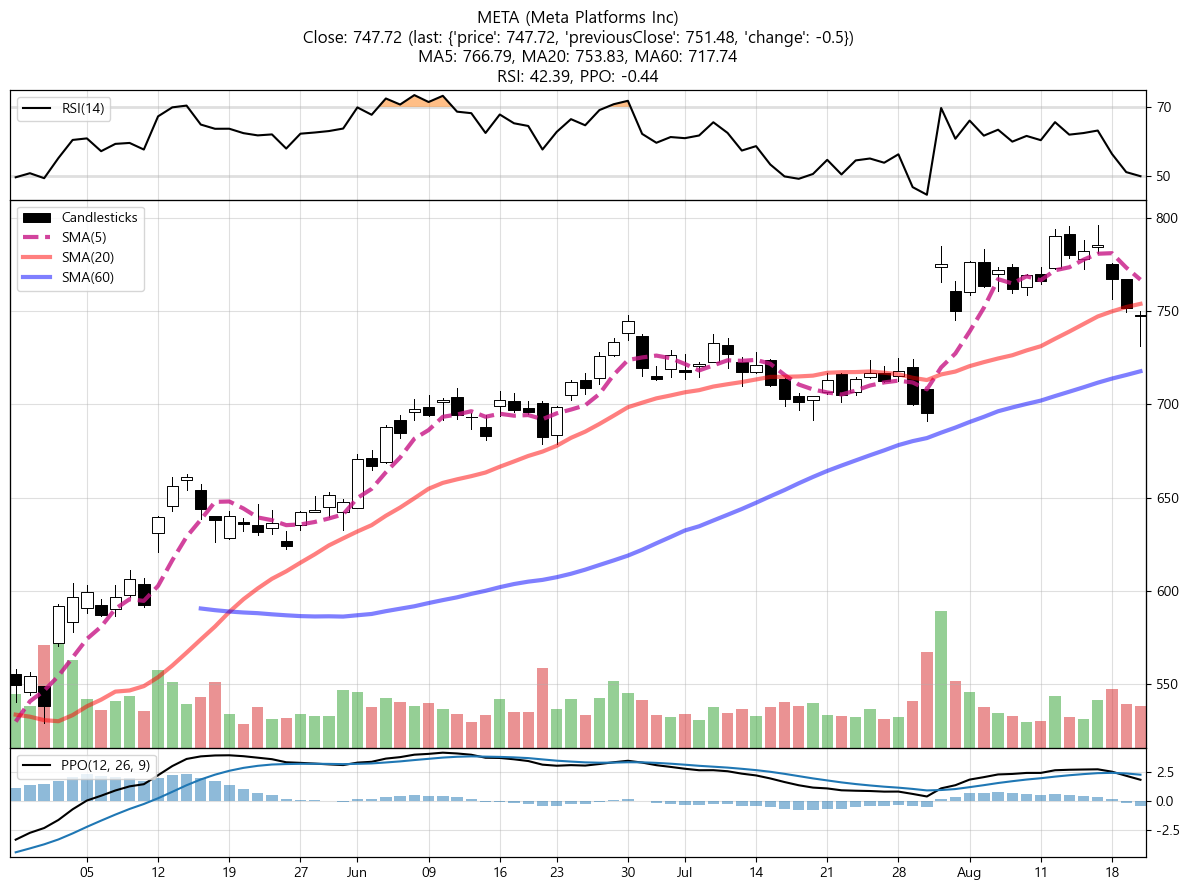 META (Meta Platforms Inc)
Close: 747.72 (last: {'price': 747.72, 'previousClose': 751.48, 'change': -0.5})
MA5: 766.79, MA20: 753.83, MA60: 717.74
RSI: 42.39, PPO: -0.44
RSI(14)
70
50
Candlesticks
SMA(5)
SMA(20)
SMA(60)
800
750
700
650
600
550
PPO(12, 26, 9)
2.5
0.0
−2.5
05 12 19 27 Jun 09 16 23 30 Jul 14 21 28 Aug 11 18